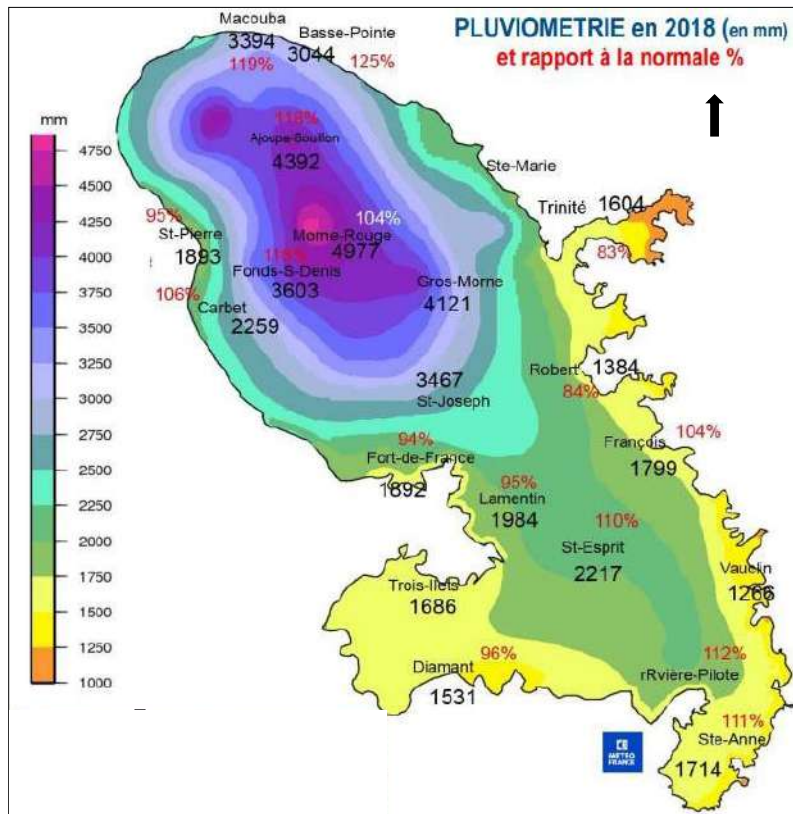 PLUVIOMETRIE en 2018 (en mm)
et rapport à la normale %
Macouba
3394
119%
Basse-Pointe
3044
125%
mm
4750
4500
4250
4000
3750
3500
3250
3000
2750
2500
2250
2000
1750
1500
1250
1000
118%
Ajoupa-Bouillon
4392
Ste-Marie
Trinité
1604
83%
95%
St-Pierre
1893
104%
Morne-Rouge
4977
Fonds-S-Denis
3603
Gros-Morne
4121
106%
Carbet
2259
3467
St-Joseph
Robert
1384
84%
94%
Fort-de-France
1892
François
104%
1799
95%
Lamentin
1984
110%
St-Esprit
2217
Vauclin
1266
Trois-Ilets
1686
Diamant
96%
1531
112%
rRvière-Pilote
111%
Ste-Anne
1714
METEO
FRANCE